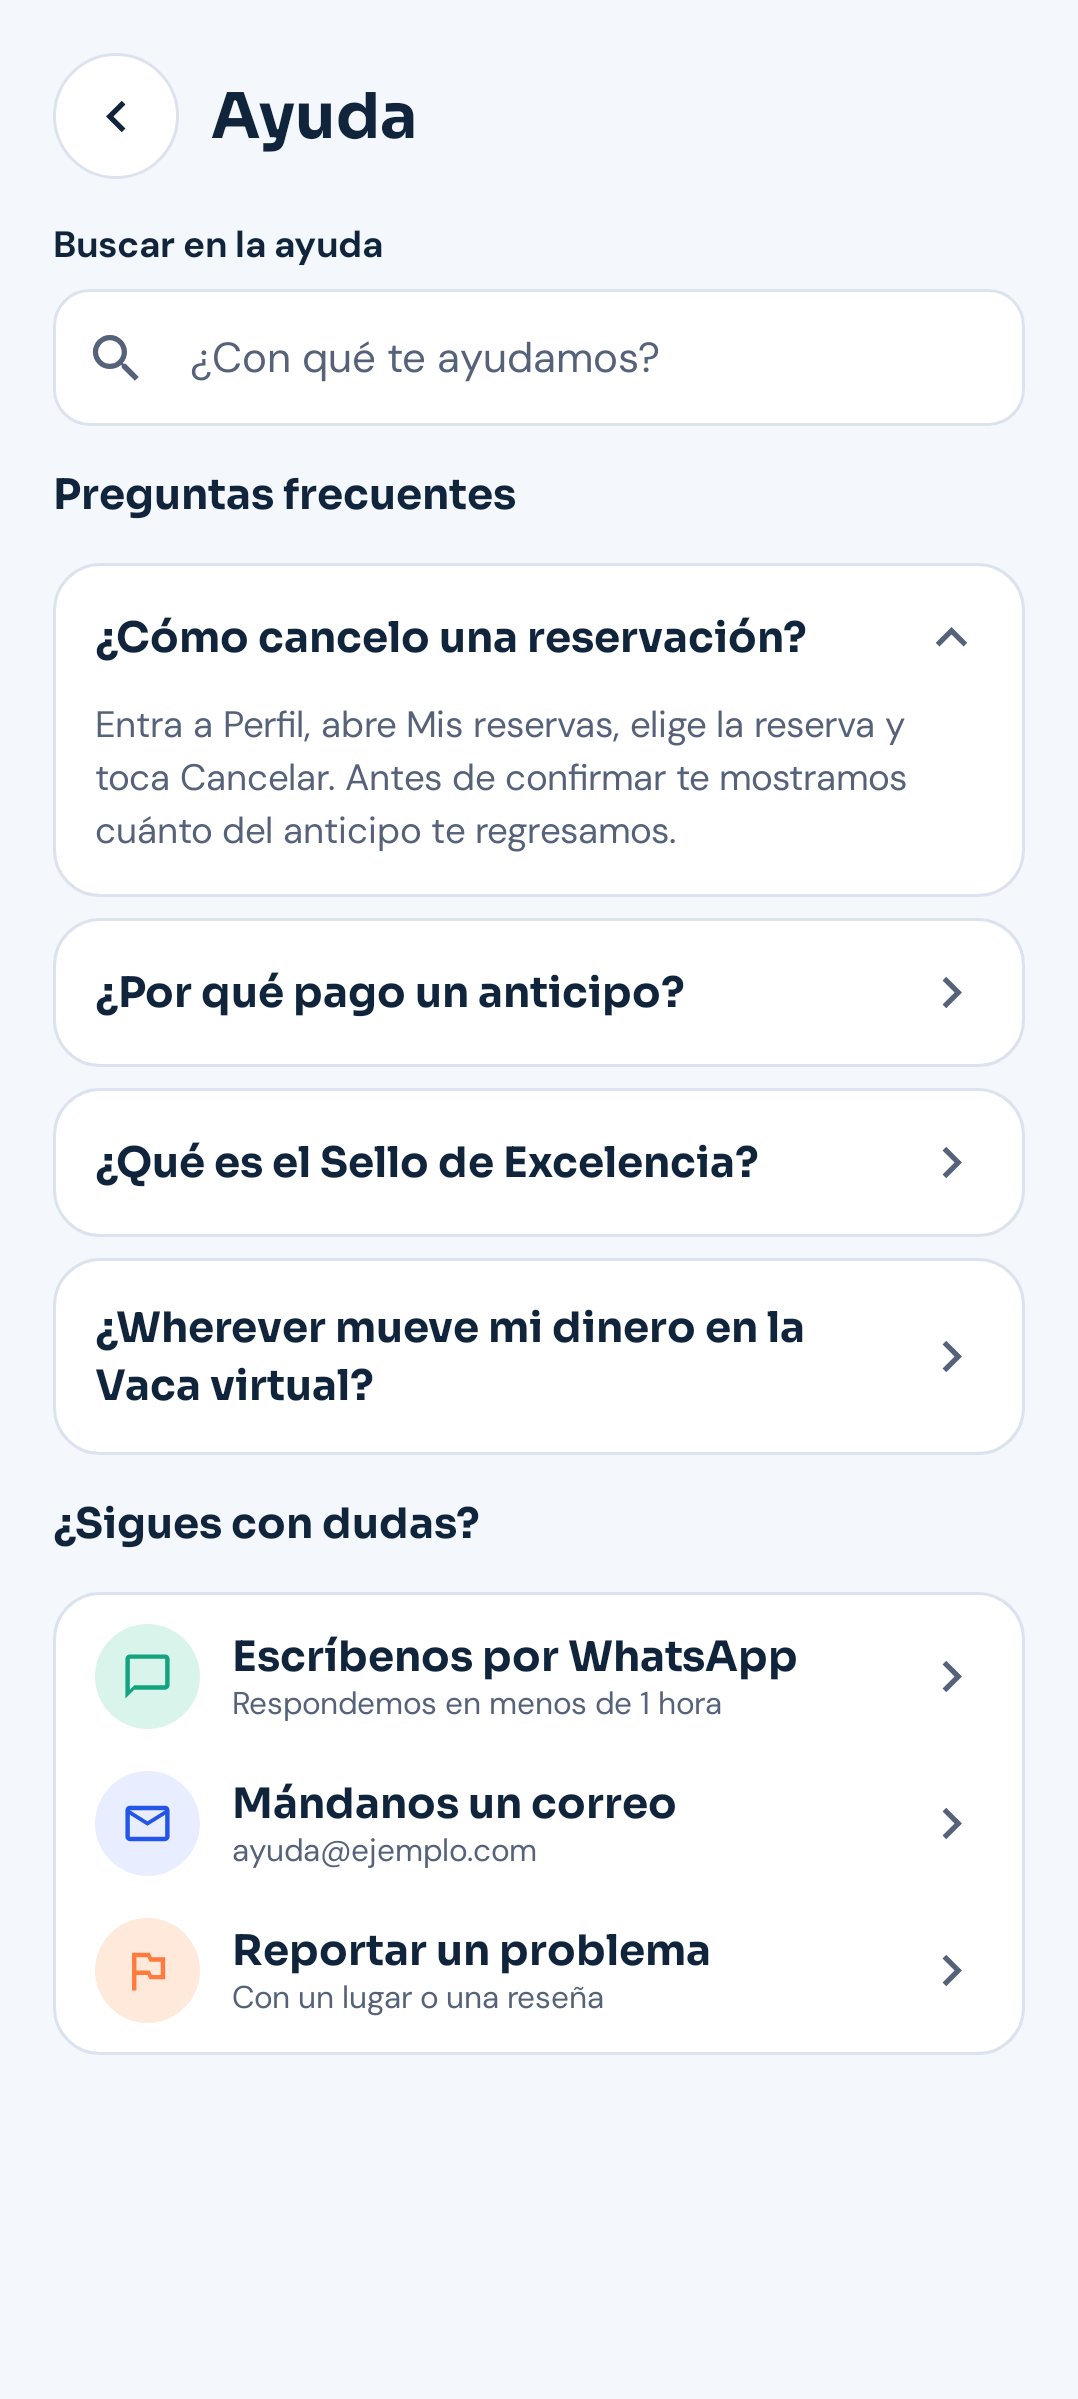 Ayuda
Buscar en la ayuda
¿Con qué te ayudamos?
Preguntas frecuentes
¿Cómo cancelo una reservación?
Entra a Perfil, abre Mis reservas, elige la reserva y
toca Cancelar. Antes de confirmar te mostramos
cuánto del anticipo te regresamos.
¿Por qué pago un anticipo?
¿Qué es el Sello de Excelencia?
¿Wherever mueve mi dinero en la
Vaca virtual?
¿Sigues con dudas?
Escríbenos por WhatsApp
Respondemos en menos de 1 hora
Mándanos un correo
ayuda@ejemplo.com
Reportar un problema
Con un lugar o una reseña